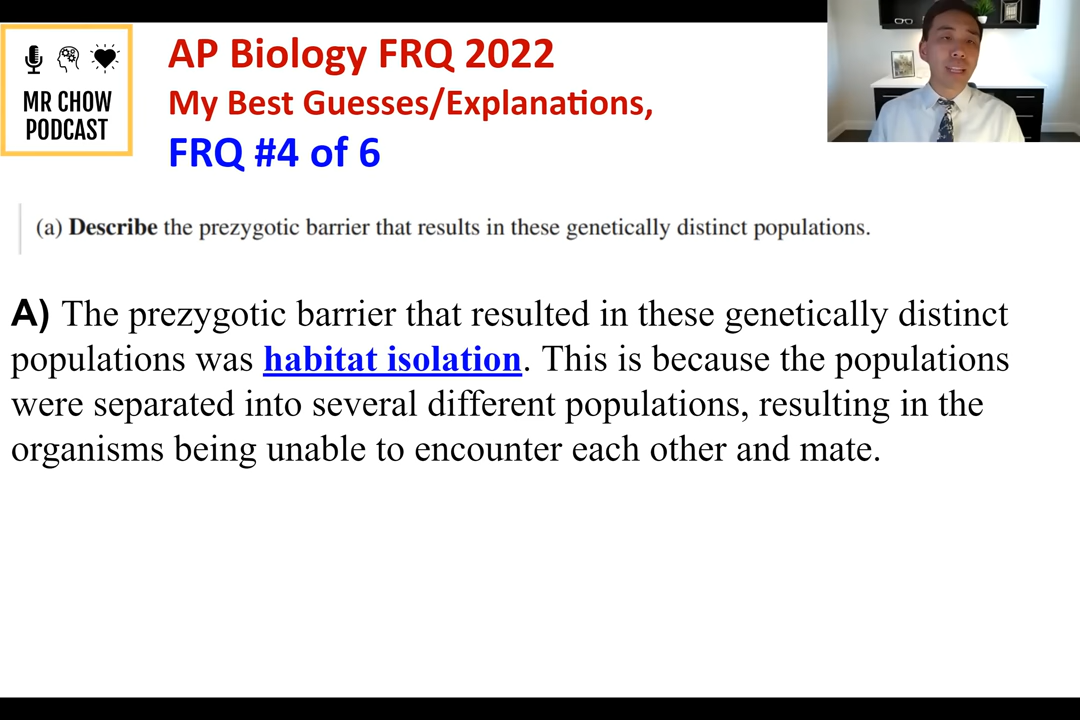 MR CHOW
PODCAST
AP Biology FRQ 2022
My Best Guesses/Explanations,
FRQ #4 of 6
(a) Describe the prezygotic barrier that results in these genetically distinct populations.
A) The prezygotic barrier that resulted in these genetically distinct
populations was habitat isolation. This is because the populations
were separated into several different populations, resulting in the
organisms being unable to encounter each other and mate.